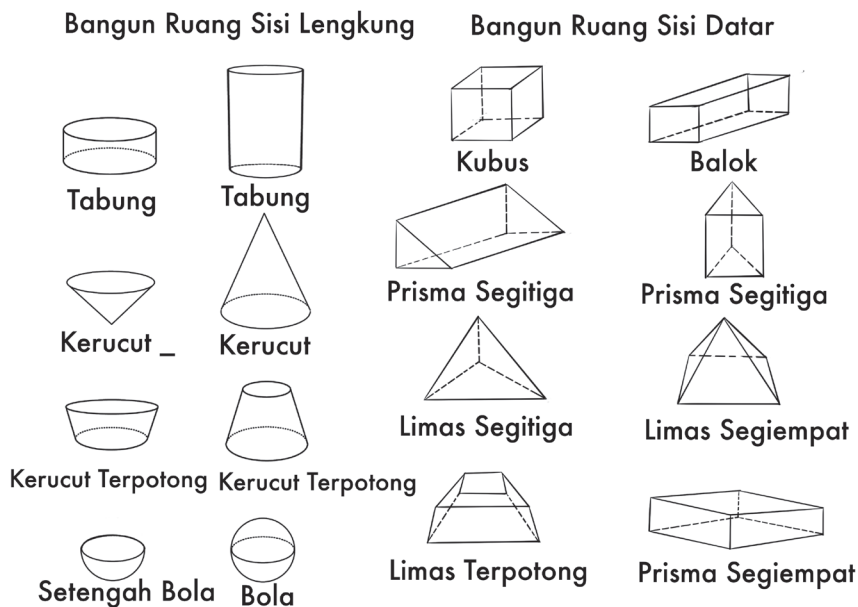 Bangun Ruang Sisi Lengkung
Bangun Ruang Sisi Datar
Tabung
Tabung
Kubus
Balok
Kerucut _
Kerucut
Prisma Segitiga
Prisma Segitiga
Kerucut Terpotong
Kerucut Terpotong
Limas Segitiga
Limas Segiempat
Setengah Bola
Bola
Limas Terpotong
Prisma Segiempat